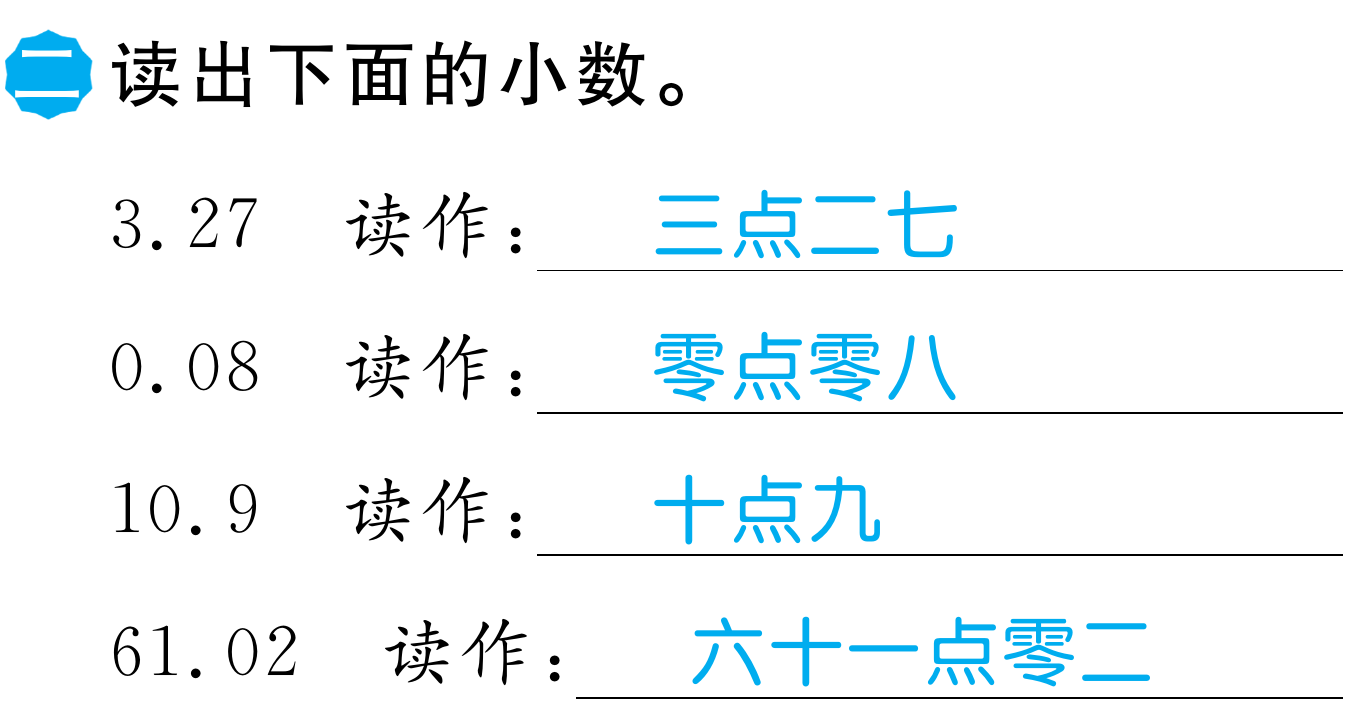 二 读出下面的小数。
3.27 读作：三点二七
0.08 读作：零点零八
10.9 读作：十点九
61.02 读作：六十一点零二